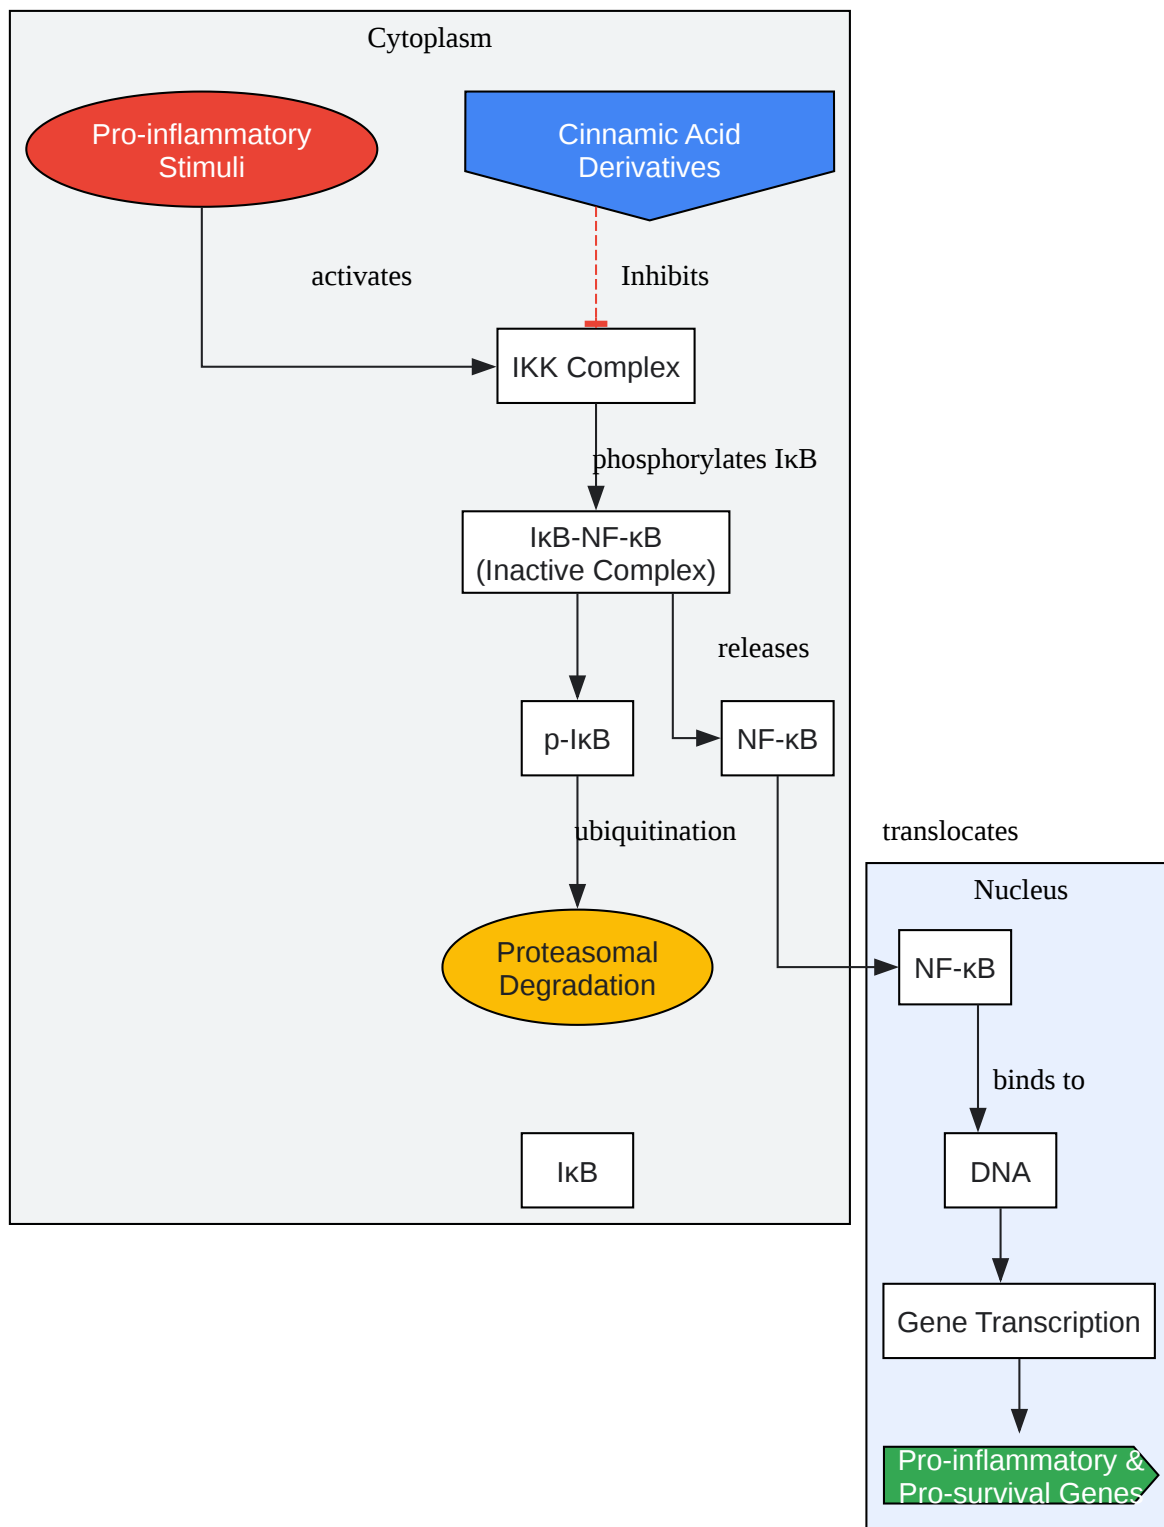 Cytoplasm
Pro-inflammatory
Stimuli
Cinnamic Acid
Derivatives
activates
Inhibits
IKK Complex
phosphorylates IκB
IκB-NF-κB
(Inactive Complex)
releases
p-IκB
NF-κB
ubiquitination
translocates
Nucleus
Proteasomal
Degradation
NF-κB
binds to
IκB
DNA
Gene Transcription
Pro-inflammatory &
Pro-survival Genes